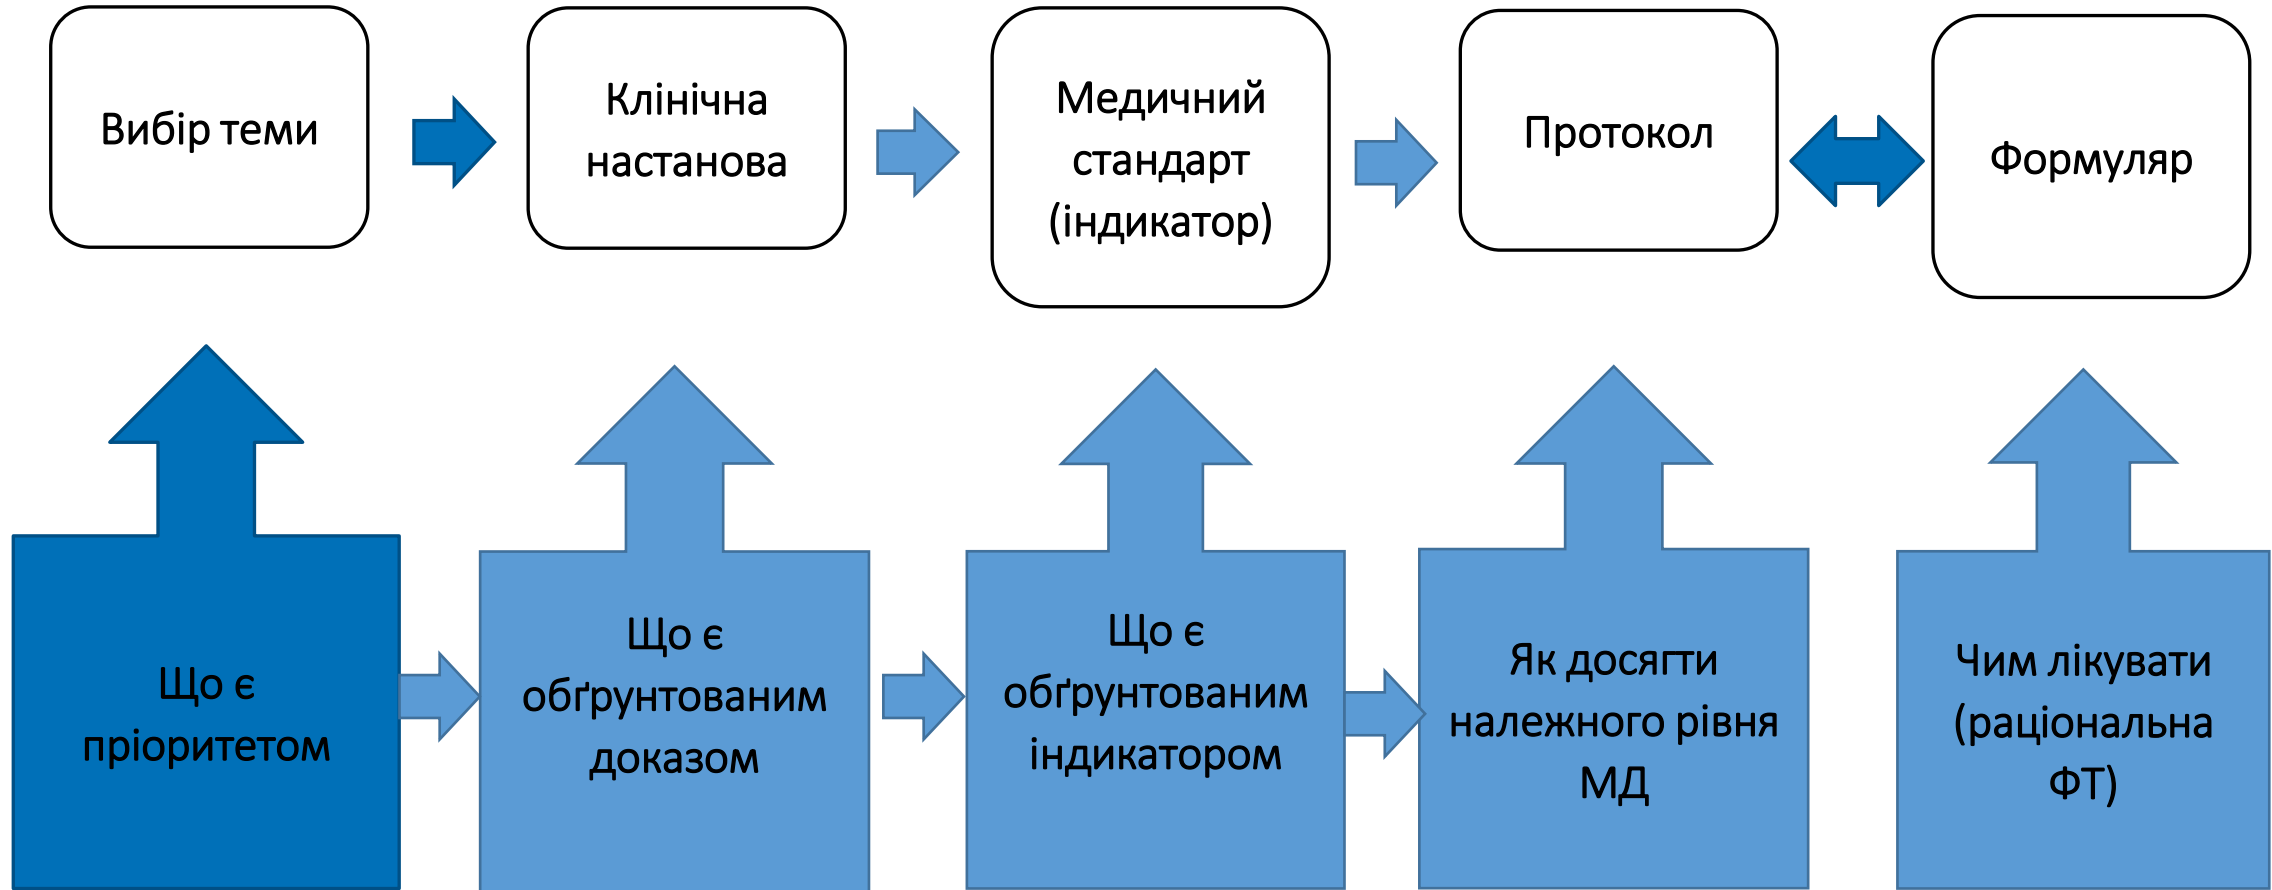 Вибір теми
Клінічна
настанова
Медичний
стандарт
(індикатор)
Протокол
Формуляр
Що є
пріоритетом
Що є
обґрунтованим
доказом
Що є
обґрунтованим
індикатором
Як досягти
належного рівня
МД
Чим лікувати
(раціональна
ФТ)